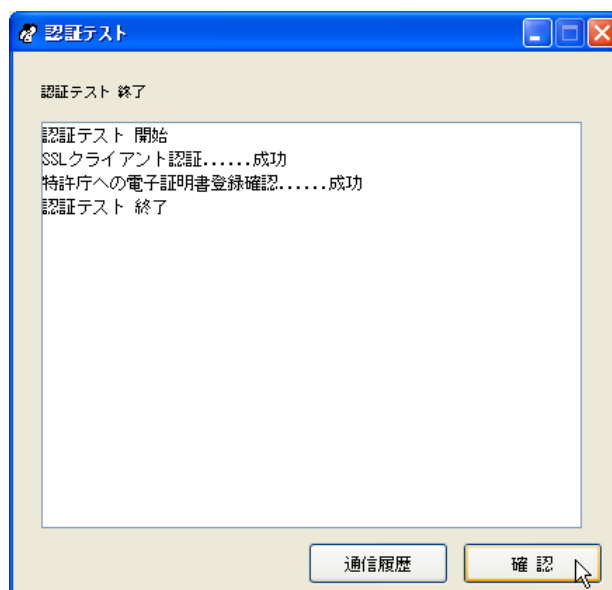 認証テスト
認証テスト 終了
認証テスト 開始
SSLクライアント認証......成功
特許庁への電子証明書登録確認......成功
認証テスト 終了
通信履歴
確 認